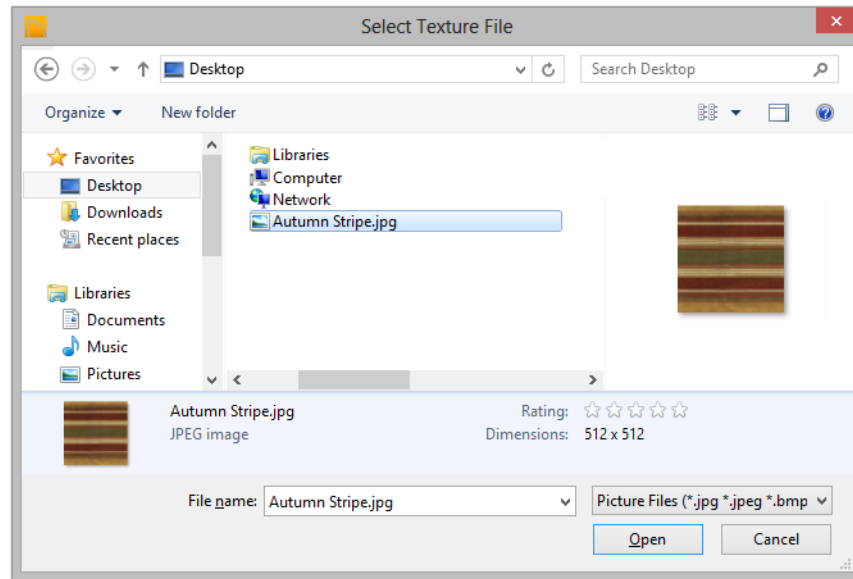 Select Texture File
Desktop
Search Desktop
Organize
New folder
Favorites
Desktop
Downloads
Recent places
Libraries
Documents
Music
Pictures
Libraries
Computer
Network
Autumn Stripe.jpg
Autumn Stripe.jpg
JPEG image
Rating:
Dimensions: 512 x 512
File name: Autumn Stripe.jpg
Picture Files (*.jpg *.jpeg *.bmp
Open
Cancel